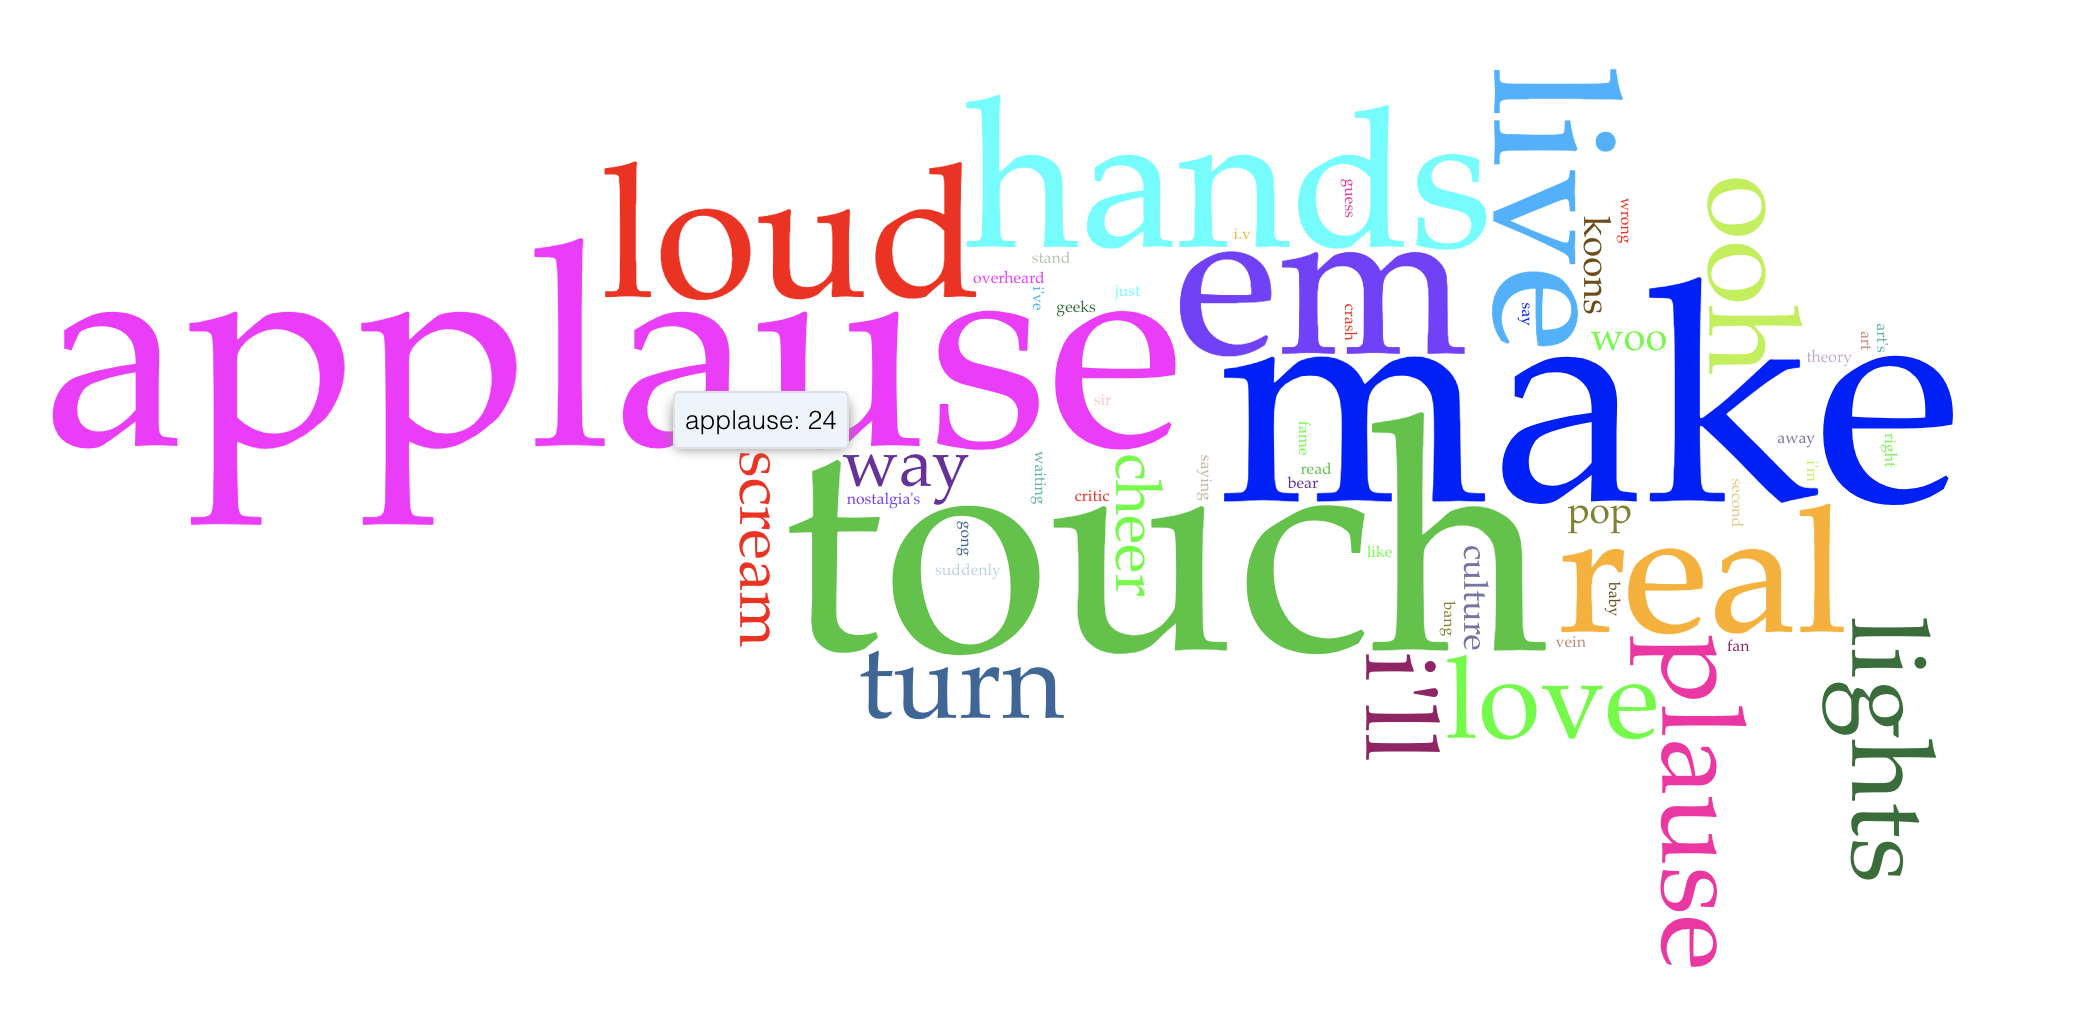 live
hands
loud
ooh
guess
wrong
koons
i.v
stand
em
overheard
i've
just
geeks
applause
crash
say
woo
make
art
art's
theory
sir
applause: 24
fame
away
right
way
scream
waiting
cheer
saying
read
i'm
bear
nostalgia's
critic
second
touch
pop
gong
like
culture
real
suddenly
baby
bang
vein
fan
lights
turn
i'll
love
plause